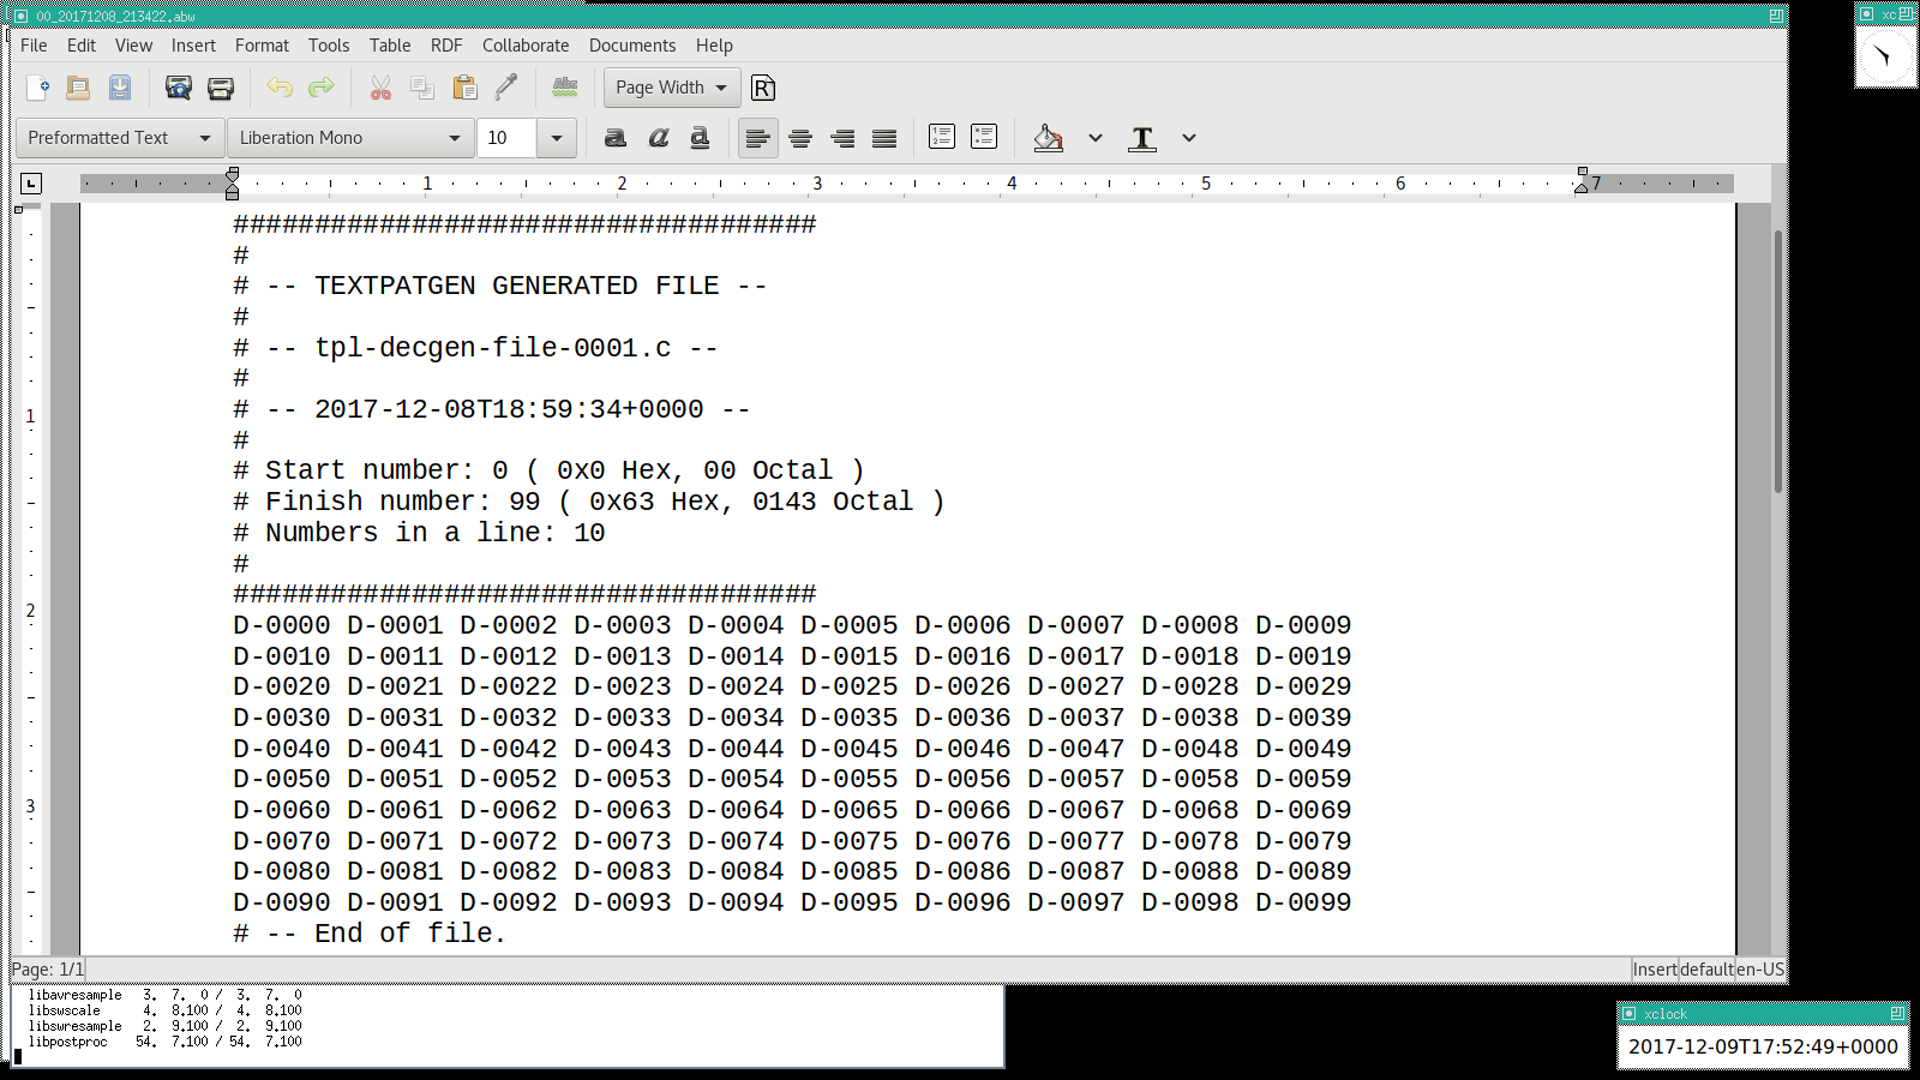 00_20171208_213422.abw
xc
File Edit View Insert Format Tools Table RDF Collaborate Documents Help
Abc Page Width R
Preformatted Text Liberation Mono 10 a a a T
L 1 2 3 4 5 6 7
####################################
#
# -- TEXTPATGEN GENERATED FILE --
#
# -- tpl-decgen-file-0001.c --
#
# -- 2017-12-08T18:59:34+0000 --
#
# Start number: 0 ( 0x0 Hex, 00 Octal )
# Finish number: 99 ( 0x63 Hex, 0143 Octal )
# Numbers in a line: 10
#
####################################
D-0000 D-0001 D-0002 D-0003 D-0004 D-0005 D-0006 D-0007 D-0008 D-0009
D-0010 D-0011 D-0012 D-0013 D-0014 D-0015 D-0016 D-0017 D-0018 D-0019
D-0020 D-0021 D-0022 D-0023 D-0024 D-0025 D-0026 D-0027 D-0028 D-0029
D-0030 D-0031 D-0032 D-0033 D-0034 D-0035 D-0036 D-0037 D-0038 D-0039
D-0040 D-0041 D-0042 D-0043 D-0044 D-0045 D-0046 D-0047 D-0048 D-0049
D-0050 D-0051 D-0052 D-0053 D-0054 D-0055 D-0056 D-0057 D-0058 D-0059
D-0060 D-0061 D-0062 D-0063 D-0064 D-0065 D-0066 D-0067 D-0068 D-0069
D-0070 D-0071 D-0072 D-0073 D-0074 D-0075 D-0076 D-0077 D-0078 D-0079
D-0080 D-0081 D-0082 D-0083 D-0084 D-0085 D-0086 D-0087 D-0088 D-0089
D-0090 D-0091 D-0092 D-0093 D-0094 D-0095 D-0096 D-0097 D-0098 D-0099
# -- End of file.
1
2
3
Page: 1/1 Insert default en-US
libavresample 3. 7. 0 / 3. 7. 0
libswscale 4. 8.100 / 4. 8.100
libswresample 2. 9.100 / 2. 9.100
libpostproc 54. 7.100 / 54. 7.100
xclock
2017-12-09T17:52:49+0000